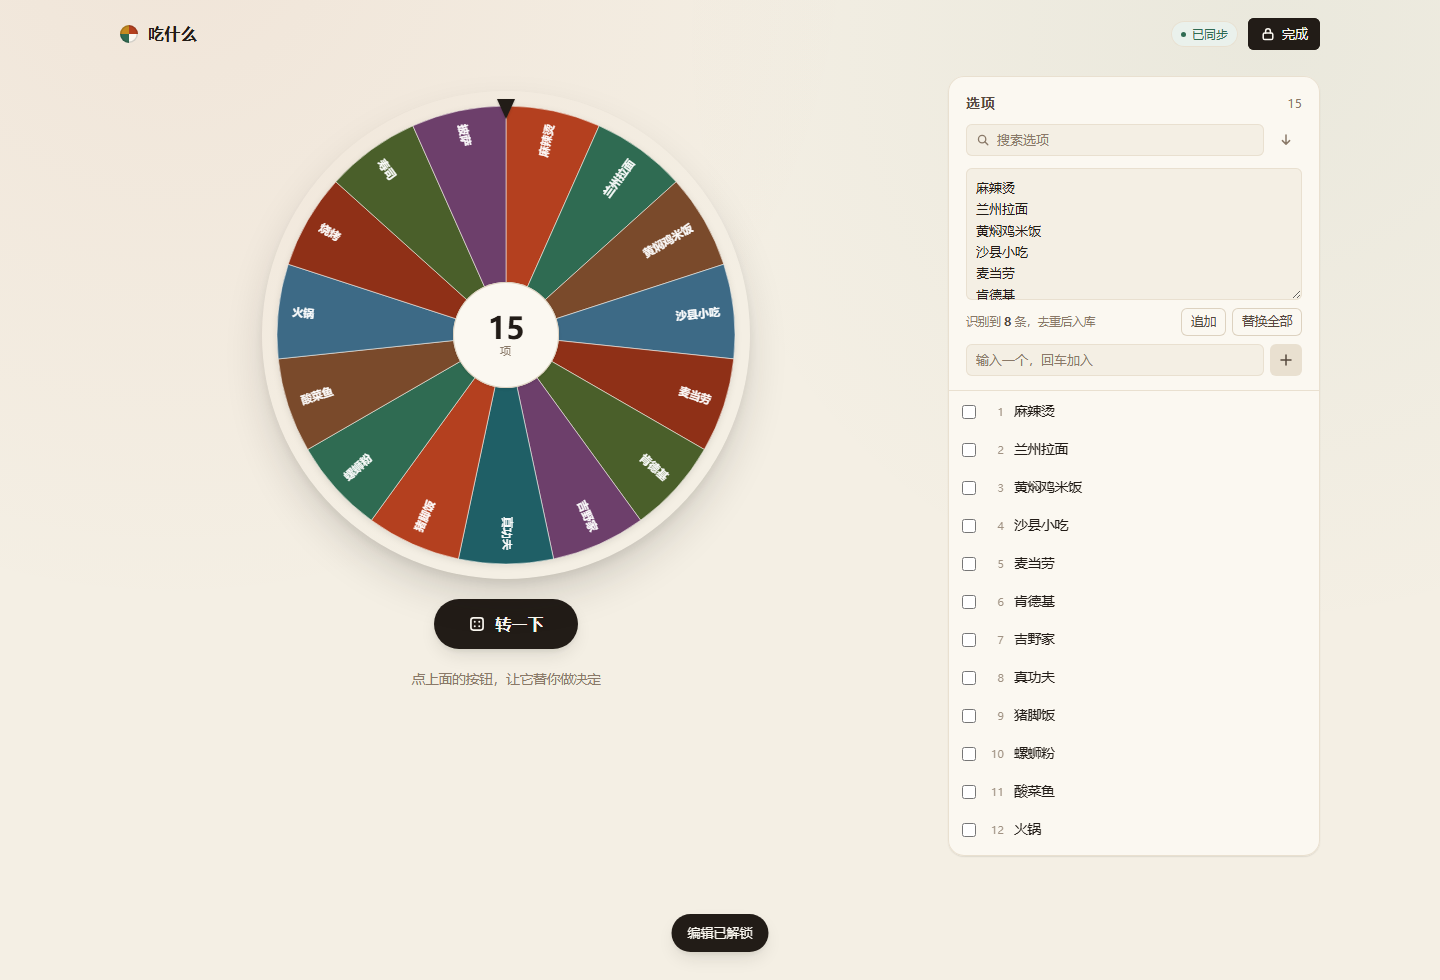 吃什么
已同步
完成
麻辣烫
兰州拉面
黄焖鸡米饭
沙县小吃
麦当劳
肯德基
吉野家
真功夫
猪脚饭
螺蛳粉
酸菜鱼
火锅
烧烤
寿司
15
项
转一下
点上面的按钮，让它替你做决定
选项
15
搜索选项
麻辣烫
兰州拉面
黄焖鸡米饭
沙县小吃
麦当劳
肯德基
识别到 8 条，去重后入库
追加
替换全部
输入一个，回车加入
1 麻辣烫
2 兰州拉面
3 黄焖鸡米饭
4 沙县小吃
5 麦当劳
6 肯德基
7 吉野家
8 真功夫
9 猪脚饭
10 螺蛳粉
11 酸菜鱼
12 火锅
编辑已解锁